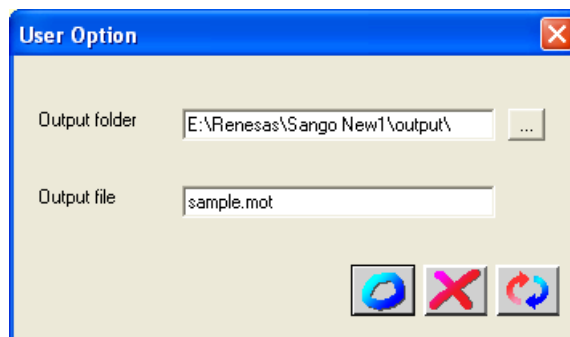 User Option
Output folder
E:\Renesas\Sango New1\output\
...
Output file
sample.mot